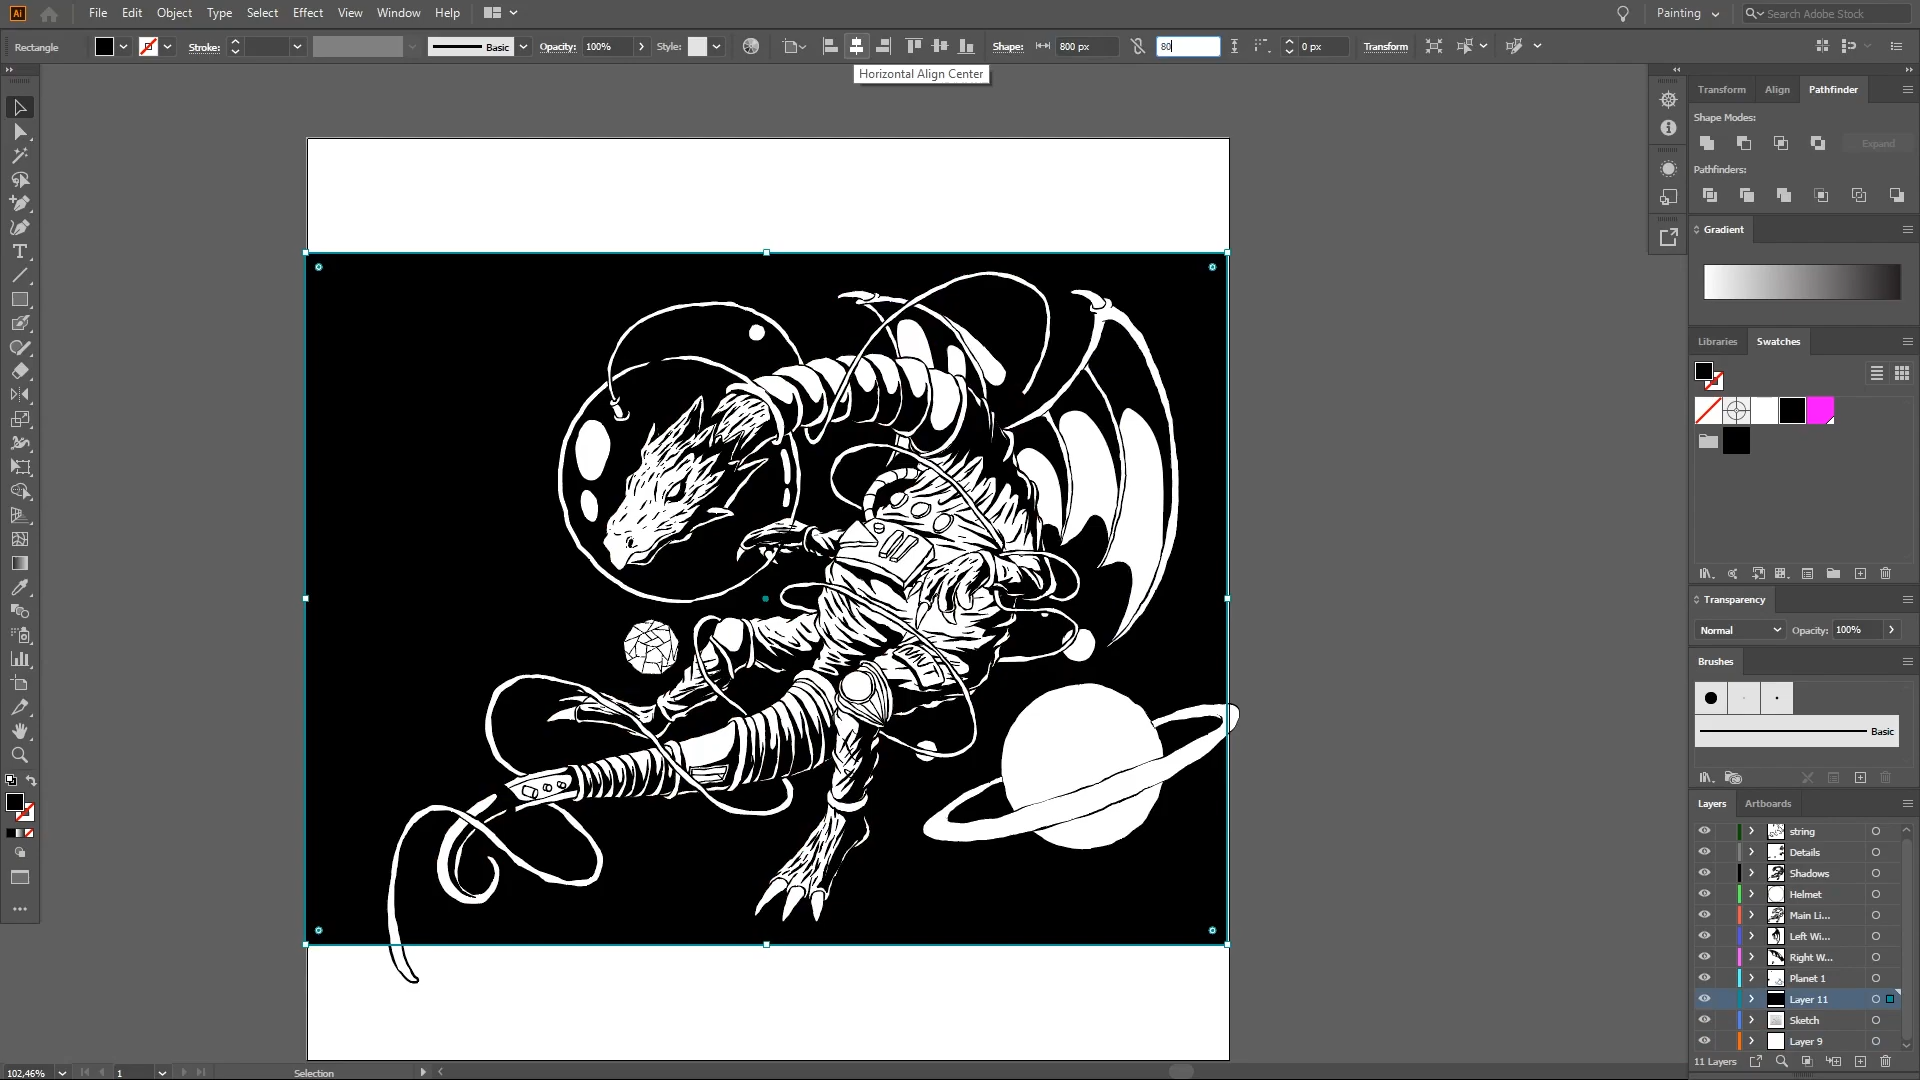 Ai File Edit Object Type Select Effect View Window Help Painting Search Adobe Stock
Rectangle Stroke: Basic Opacity: 100% Style: Shape: 800 px 80 0 px Transform
Horizontal Align Center
Transform Align Pathfinder
Shape Modes:
Expand
Pathfinders:
Gradient
Libraries Swatches
Transparency
Normal Opacity: 100%
Brushes
Basic
Layers Artboards
string
Details
Shadows
Helmet
Main Li...
Left Wi...
Right W...
Planet 1
Layer 11
Sketch
Layer 9
11 Layers
102,46% 1 Selection